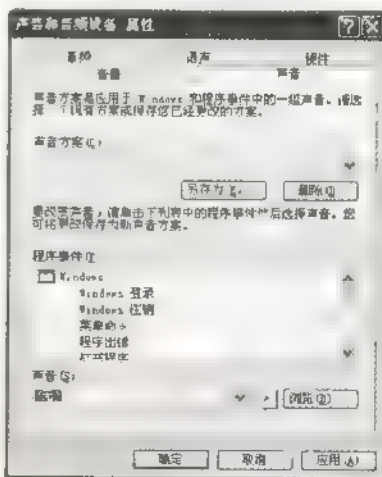 声音和音频设备 属性
音频 语声 硬件
音量 声音
声音方案是应用于 Windows 和程序事件中的一组声音。请选
择一个现有方案或保存您已经更改的方案。
声音方案(C):
另存为(E)... 删除(D)
要改变声音，请单击下列表中的程序事件，然后选择声音。您
可将更改保存为新声音方案。
程序事件(P):
Windows
Windows 登录
Windows 注销
菜单命令
程序出错
打开程序
声音(S):
浏览(B)...
确定 取消 应用(A)